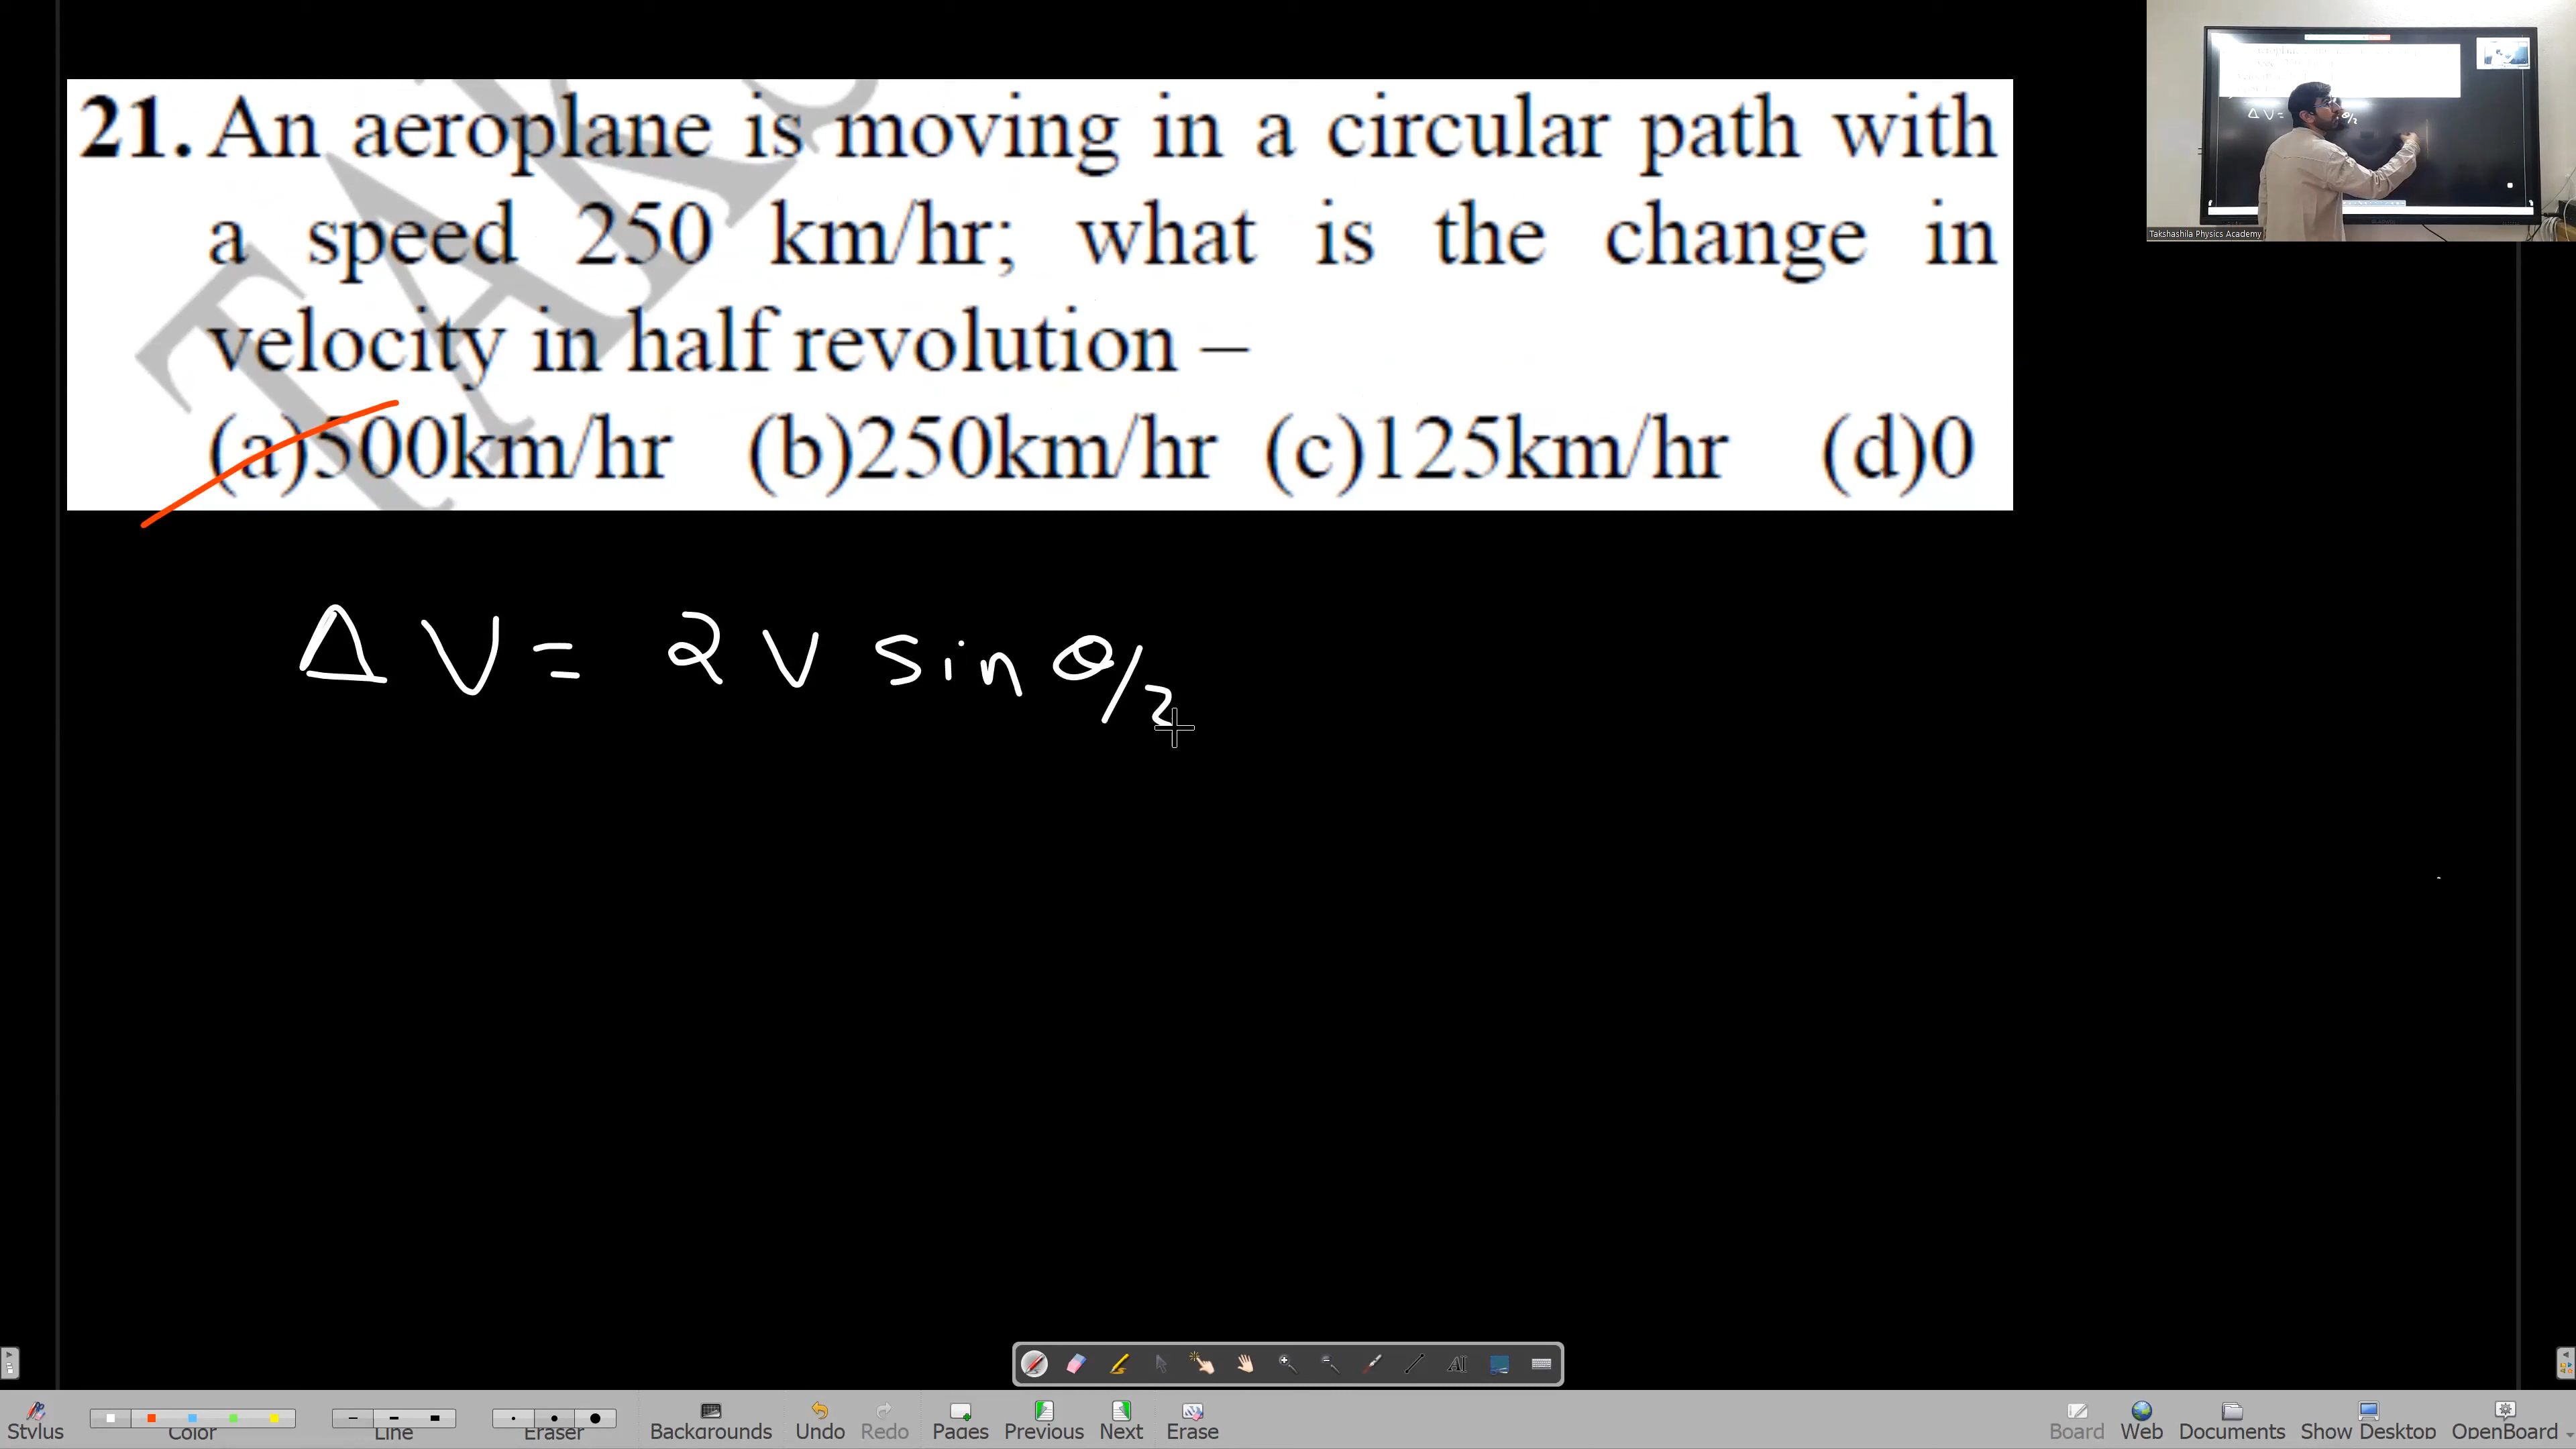 21. An aeroplane is moving in a circular path with
a speed 250 km/hr; what is the change in
velocity in half revolution –
(a)500km/hr (b)250km/hr (c)125km/hr (d)0
Δ V = 2 V sin θ/2
Takshashila Physics Academy
Stylus Color Line Eraser Backgrounds Undo Redo Pages Previous Next Erase Board Web Documents Show Desktop OpenBoard